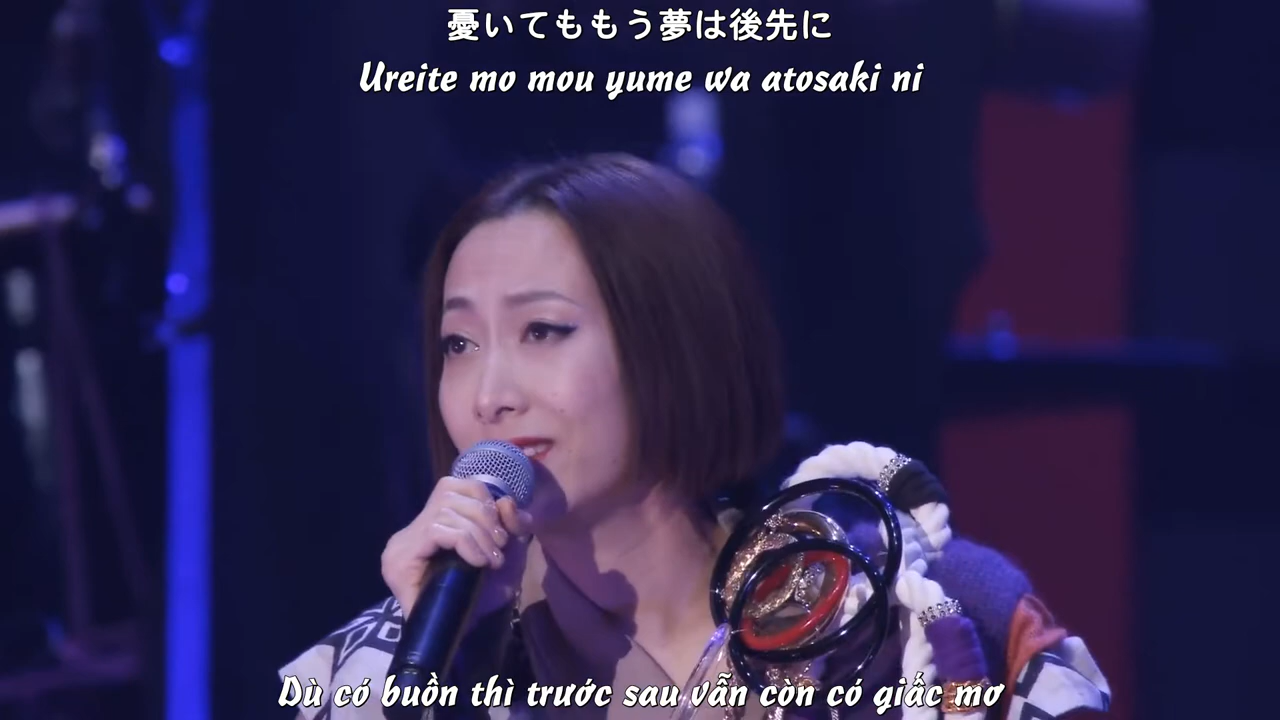 憂いてももう夢は後先に
Ureite mo mou yume wa atosaki ni
Dù có buồn thì trước sau vẫn còn có giấc mơ